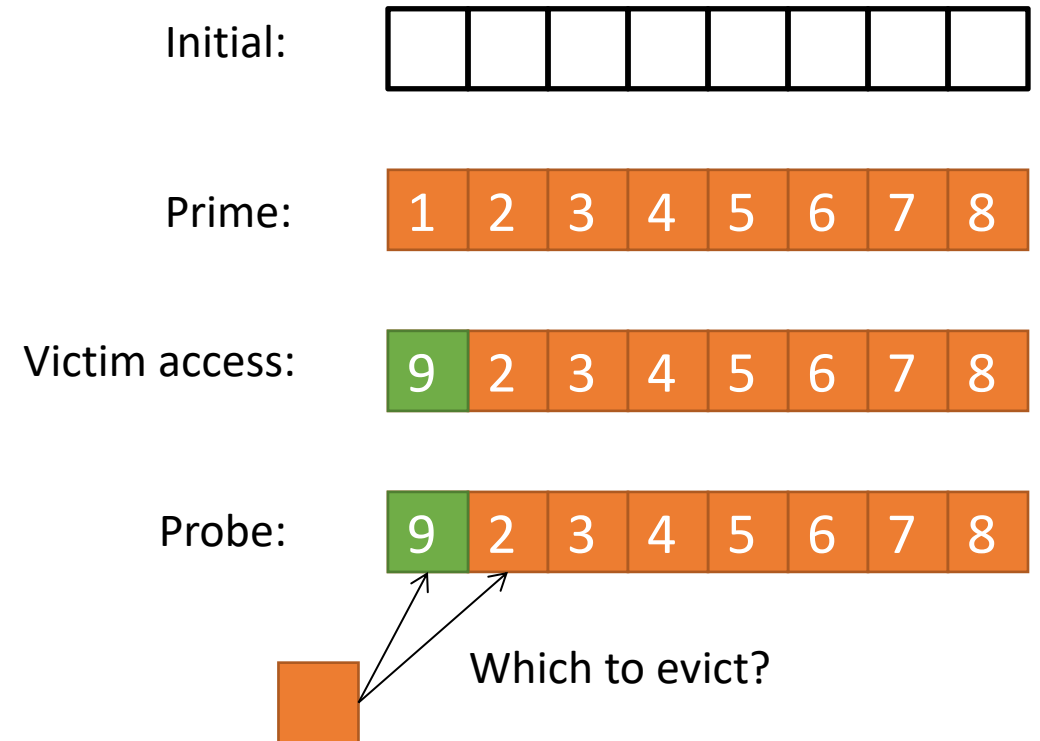 Initial:
Prime: 1 2 3 4 5 6 7 8
Victim access: 9 2 3 4 5 6 7 8
Probe: 9 2 3 4 5 6 7 8
Which to evict?